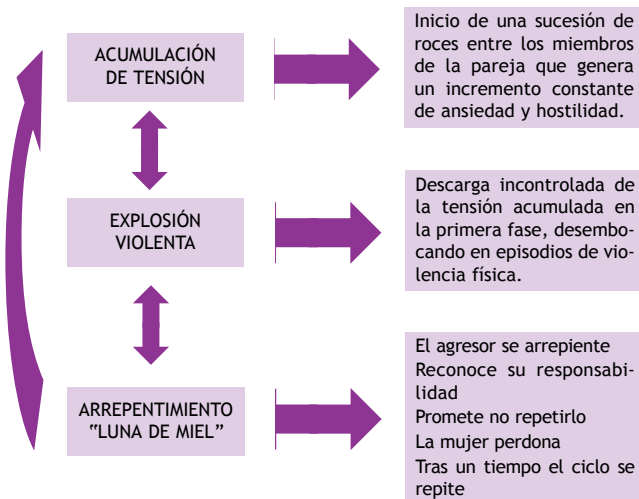 ACUMULACIÓN
DE TENSIÓN
Inicio de una sucesión de
roces entre los miembros
de la pareja que genera
un incremento constante
de ansiedad y hostilidad.
EXPLOSIÓN
VIOLENTA
Descarga incontrolada de
la tensión acumulada en
la primera fase, desembo-
cando en episodios de vio-
lencia física.
ARREPENTIMIENTO
“LUNA DE MIEL”
El agresor se arrepiente
Reconoce su responsabi-
lidad
Promete no repetirlo
La mujer perdona
Tras un tiempo el ciclo se
repite